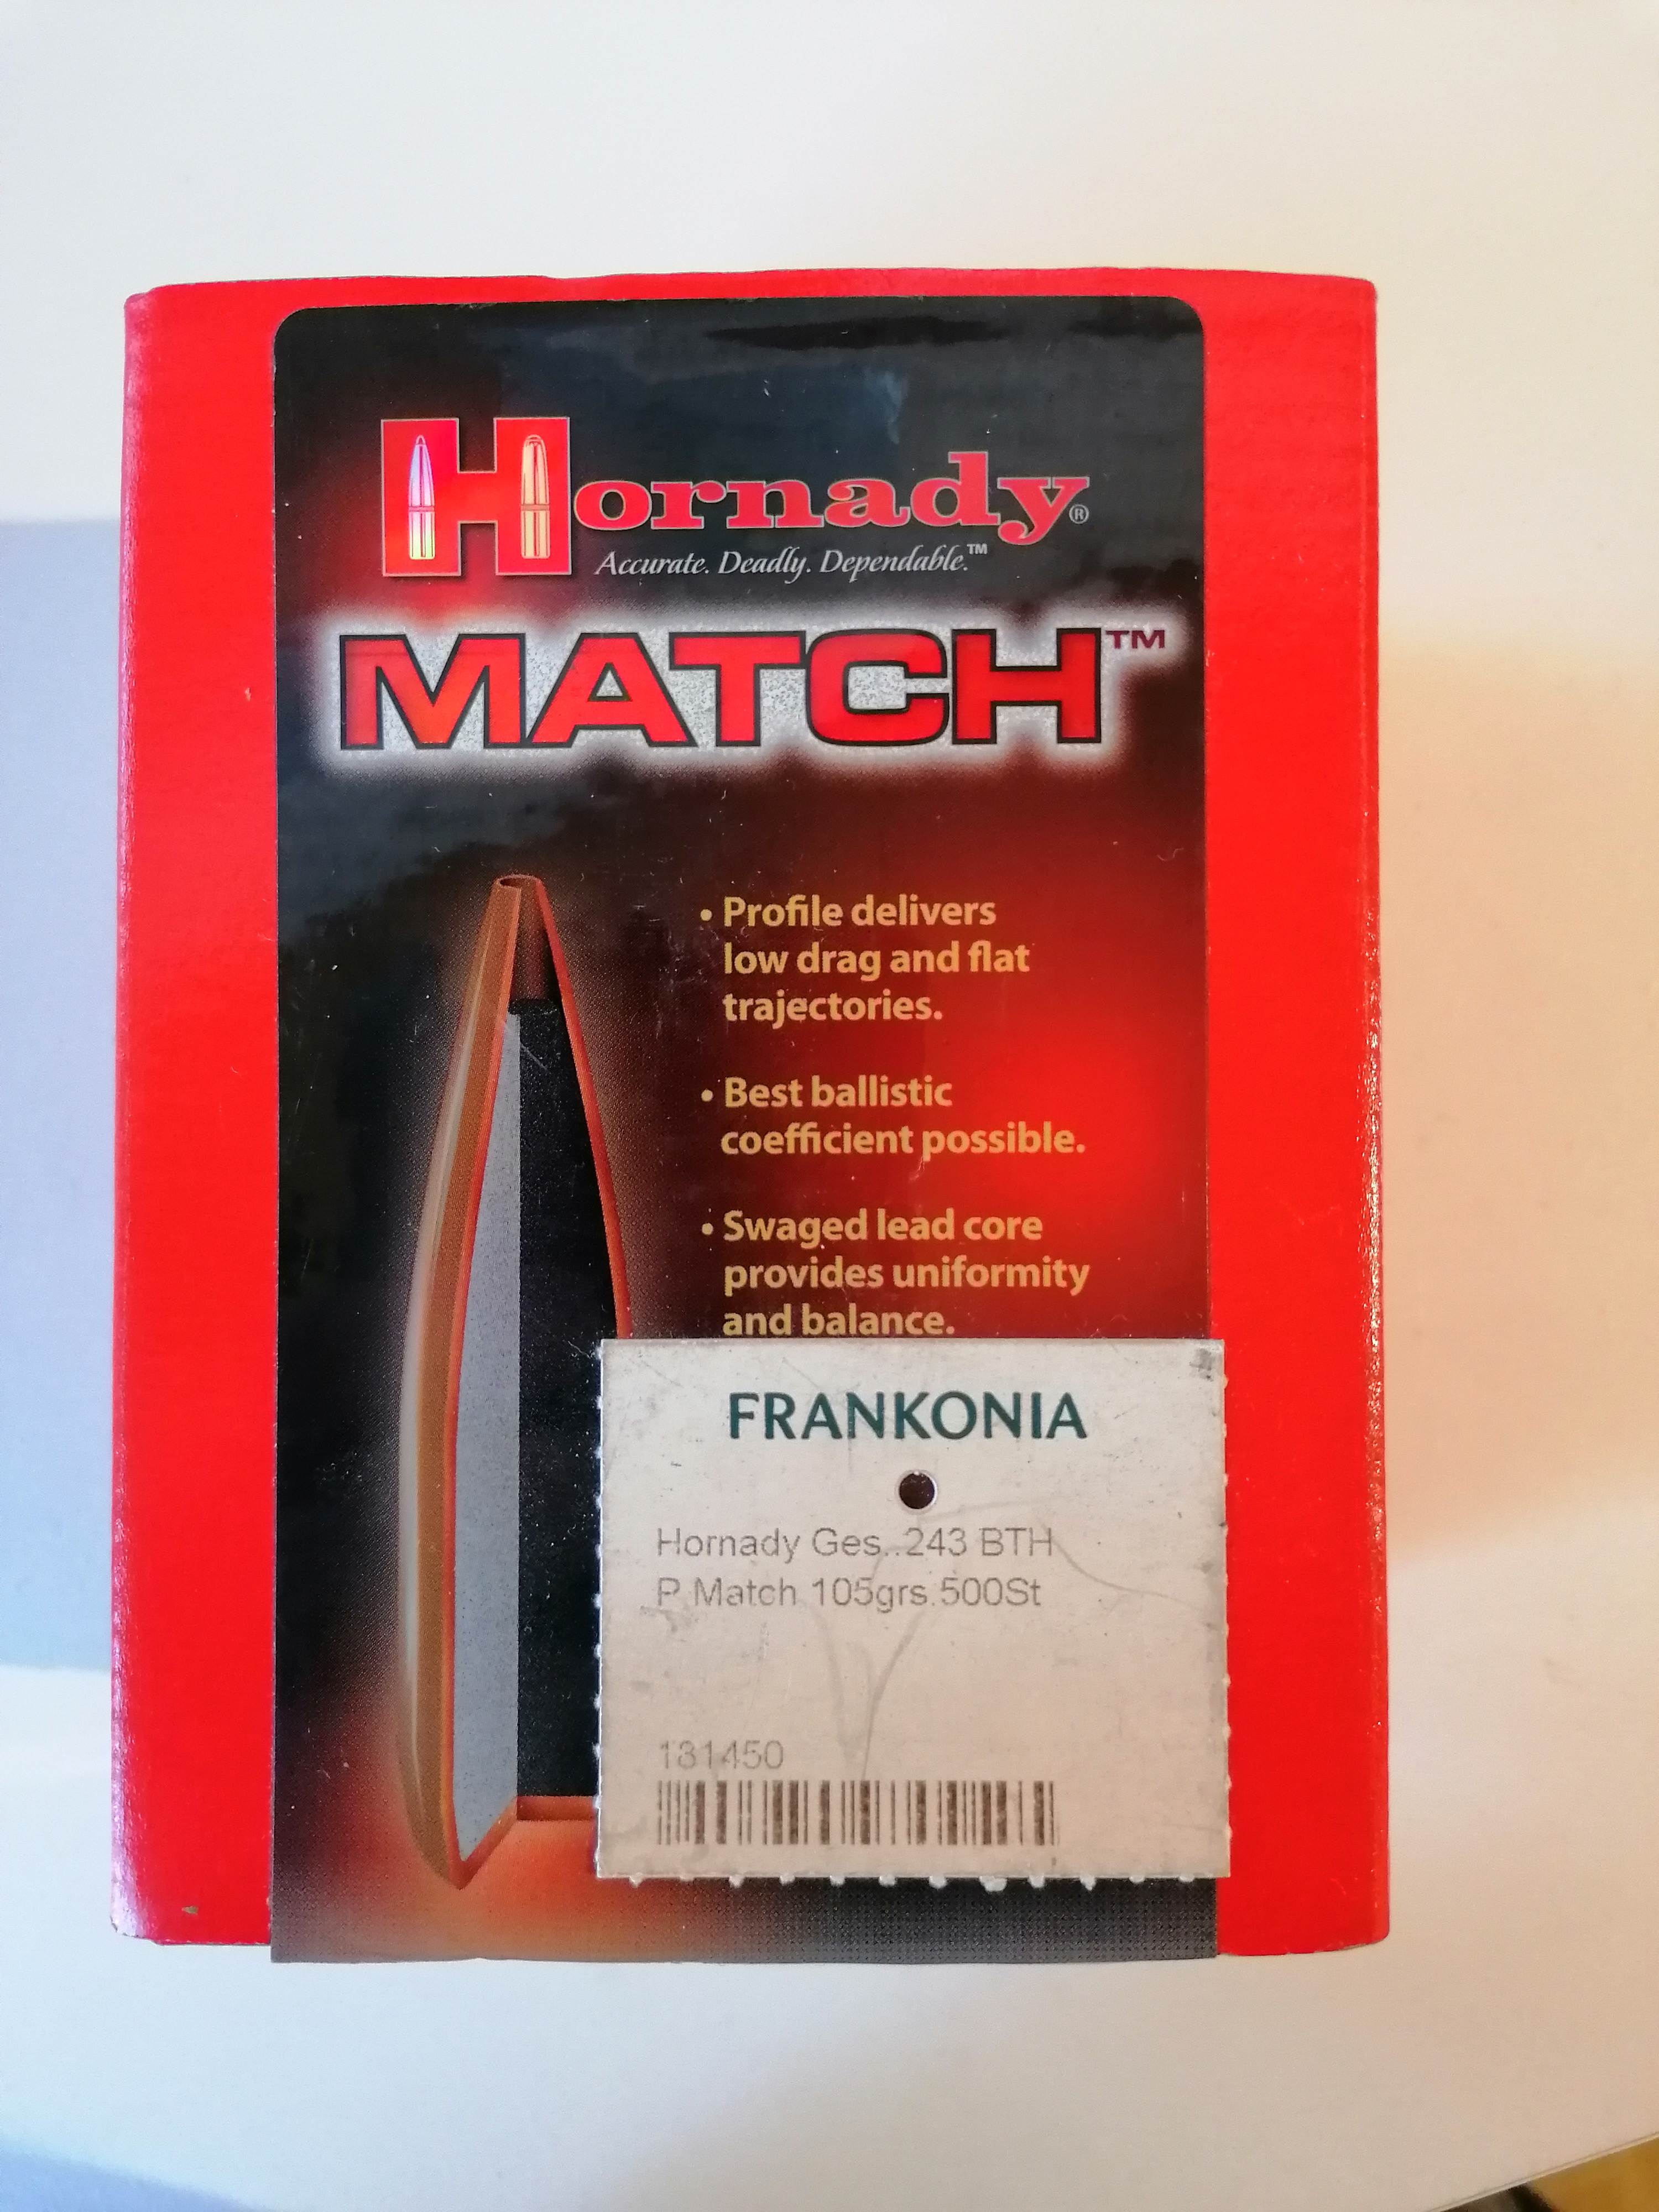 Hornady®
Accurate. Deadly. Dependable.™
MATCH™
• Profile delivers
low drag and flat
trajectories.
• Best ballistic
coefficient possible.
• Swaged lead core
provides uniformity
and balance.
FRANKONIA
Hornady Ges..243 BTH
P Match 105grs.500St
131450